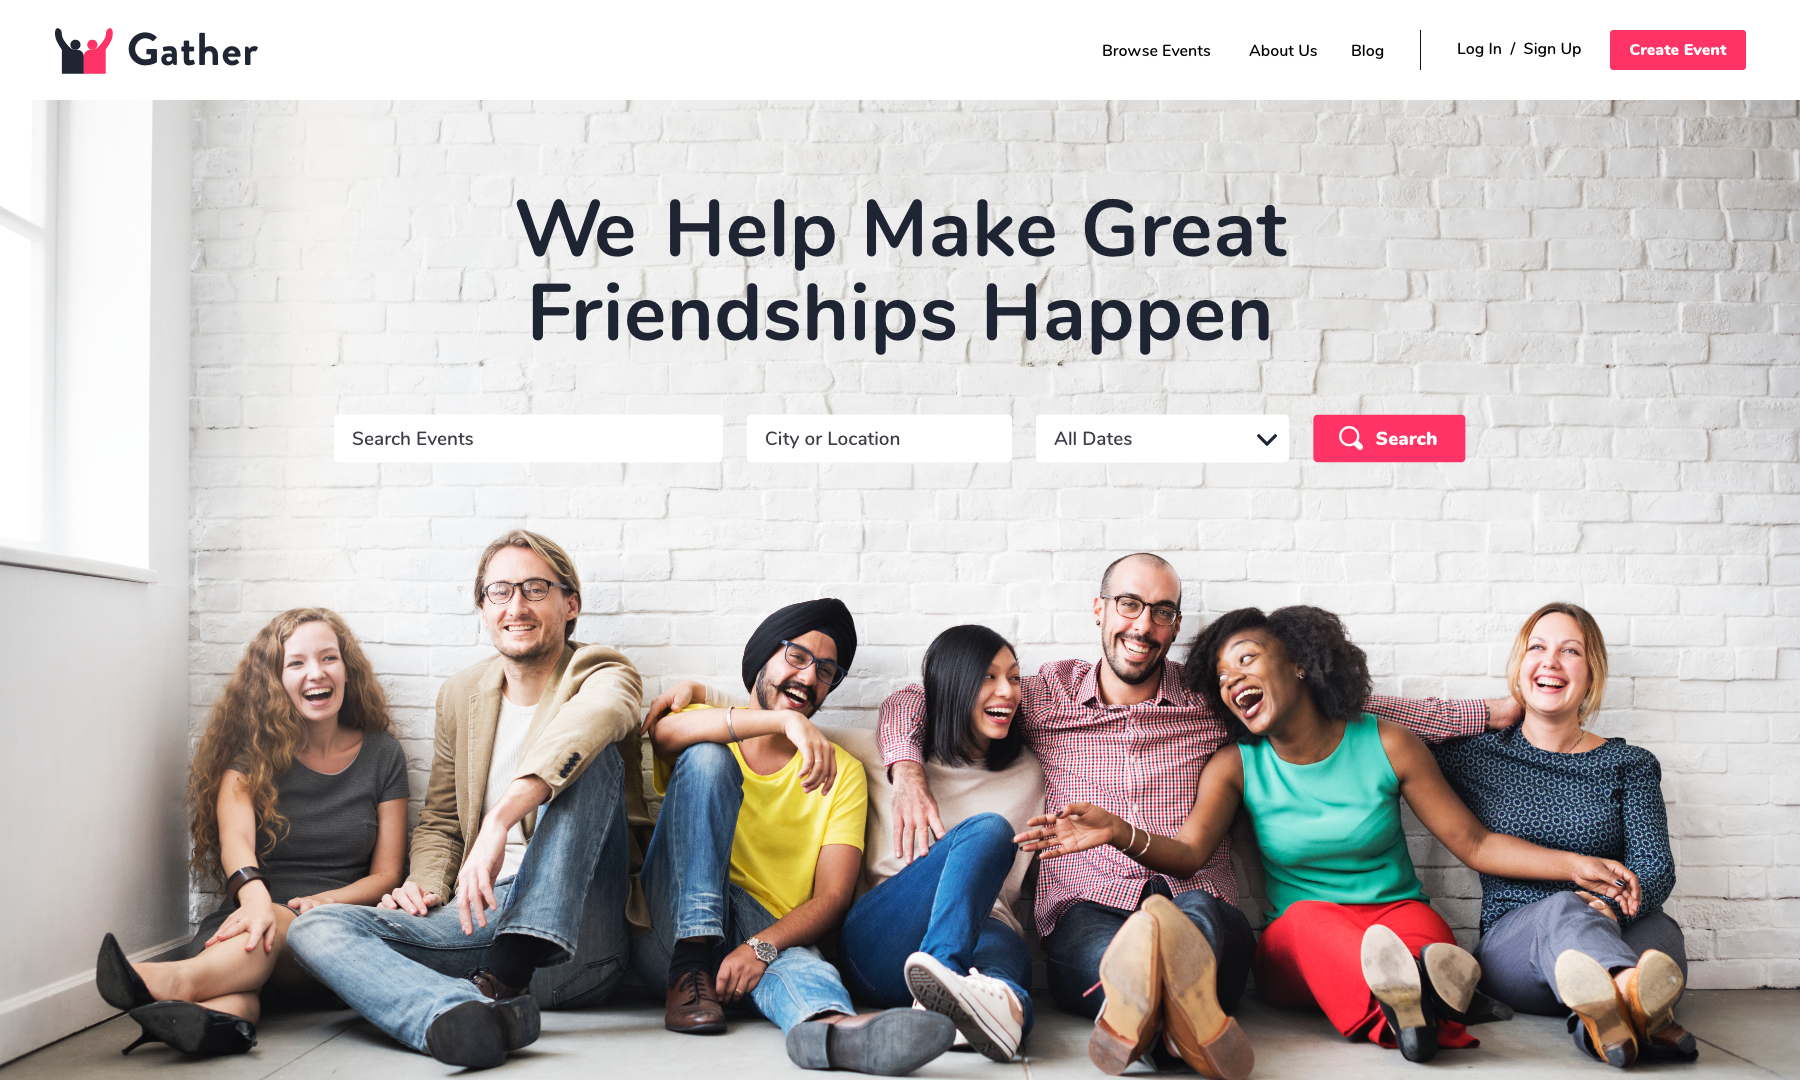 Gather
Browse Events About Us Blog Log In / Sign Up Create Event
We Help Make Great
Friendships Happen
Search Events City or Location All Dates Search